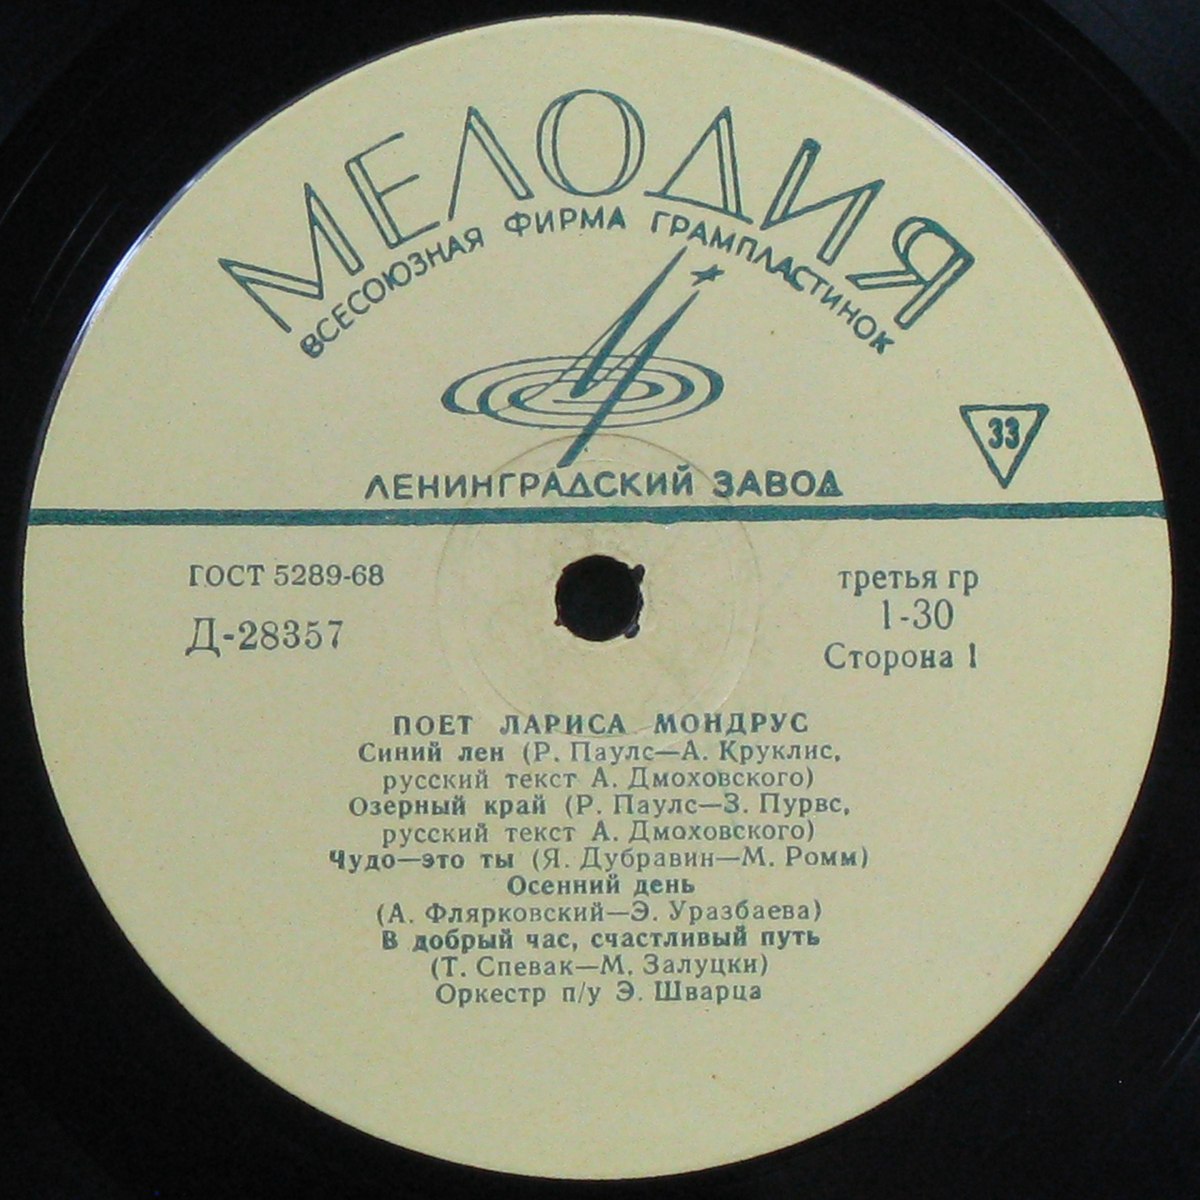 МЕЛОДИЯ
ВСЕСОЮЗНАЯ ФИРМА ГРАМПЛАСТИНОК
33
ЛЕНИНГРАДСКИЙ ЗАВОД
ГОСТ 5289-68
Д-28357
третья гр
1-30
Сторона 1
ПОЕТ ЛАРИСА МОНДРУС
Синий лен (Р. Паулс—А. Круклис,
русский текст А. Дмоховского)
Озерный край (Р. Паулс—З. Пурвс,
русский текст А. Дмоховского)
Чудо—это ты (Я. Дубравин—М. Ромм)
Осенний день
(А. Флярковский—Э. Уразбаева)
В добрый час, счастливый путь
(Т. Спевак—М. Залуцки)
Оркестр п/у Э. Шварца